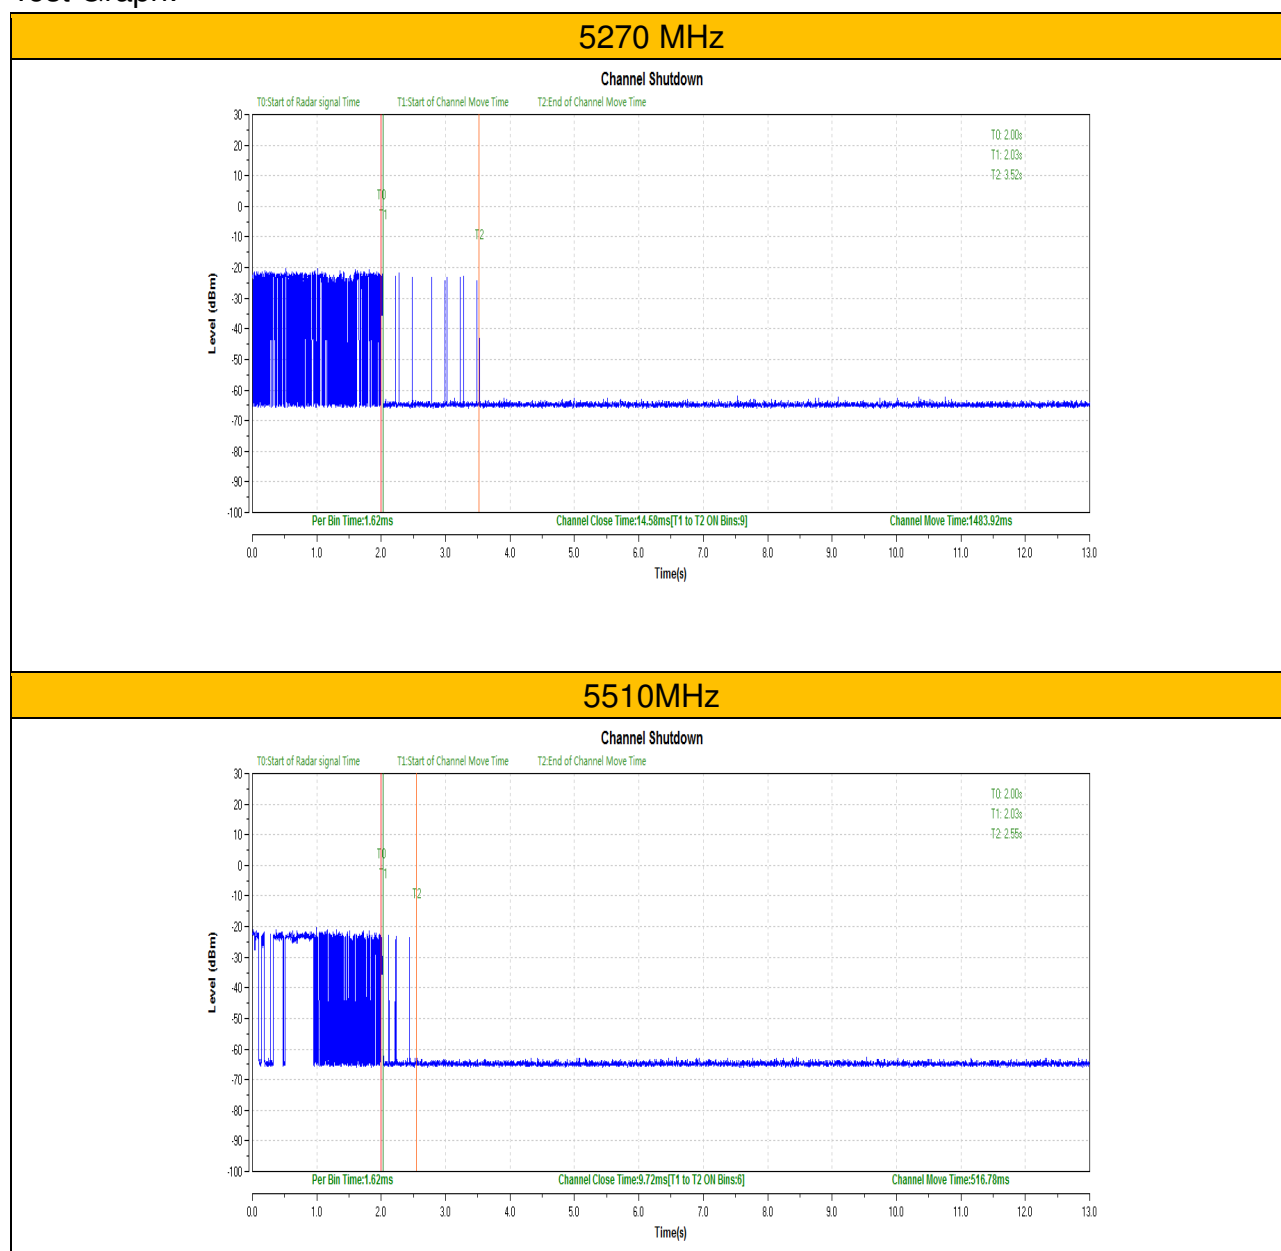 Test Graph:
5270 MHz
Channel Shutdown
T0:Start of Radar signal Time T1:Start of Channel Move Time T2:End of Channel Move Time
T0: 2.00s
T1: 2.03s
T2: 3.52s
30
20
10
0
-10
-20
-30
-40
-50
-60
-70
-80
-90
-100
Level (dBm)
T0
T1
T2
Per Bin Time:1.62ms Channel Close Time:14.58ms[T1 to T2 ON Bins:9] Channel Move Time:1483.92ms
0.0 1.0 2.0 3.0 4.0 5.0 6.0 7.0 8.0 9.0 10.0 11.0 12.0 13.0
Time(s)
5510MHz
Channel Shutdown
T0:Start of Radar signal Time T1:Start of Channel Move Time T2:End of Channel Move Time
T0: 2.00s
T1: 2.03s
T2: 2.55s
30
20
10
0
-10
-20
-30
-40
-50
-60
-70
-80
-90
-100
Level (dBm)
T0
T1
T2
Per Bin Time:1.62ms Channel Close Time:9.72ms[T1 to T2 ON Bins:6] Channel Move Time:516.78ms
0.0 1.0 2.0 3.0 4.0 5.0 6.0 7.0 8.0 9.0 10.0 11.0 12.0 13.0
Time(s)